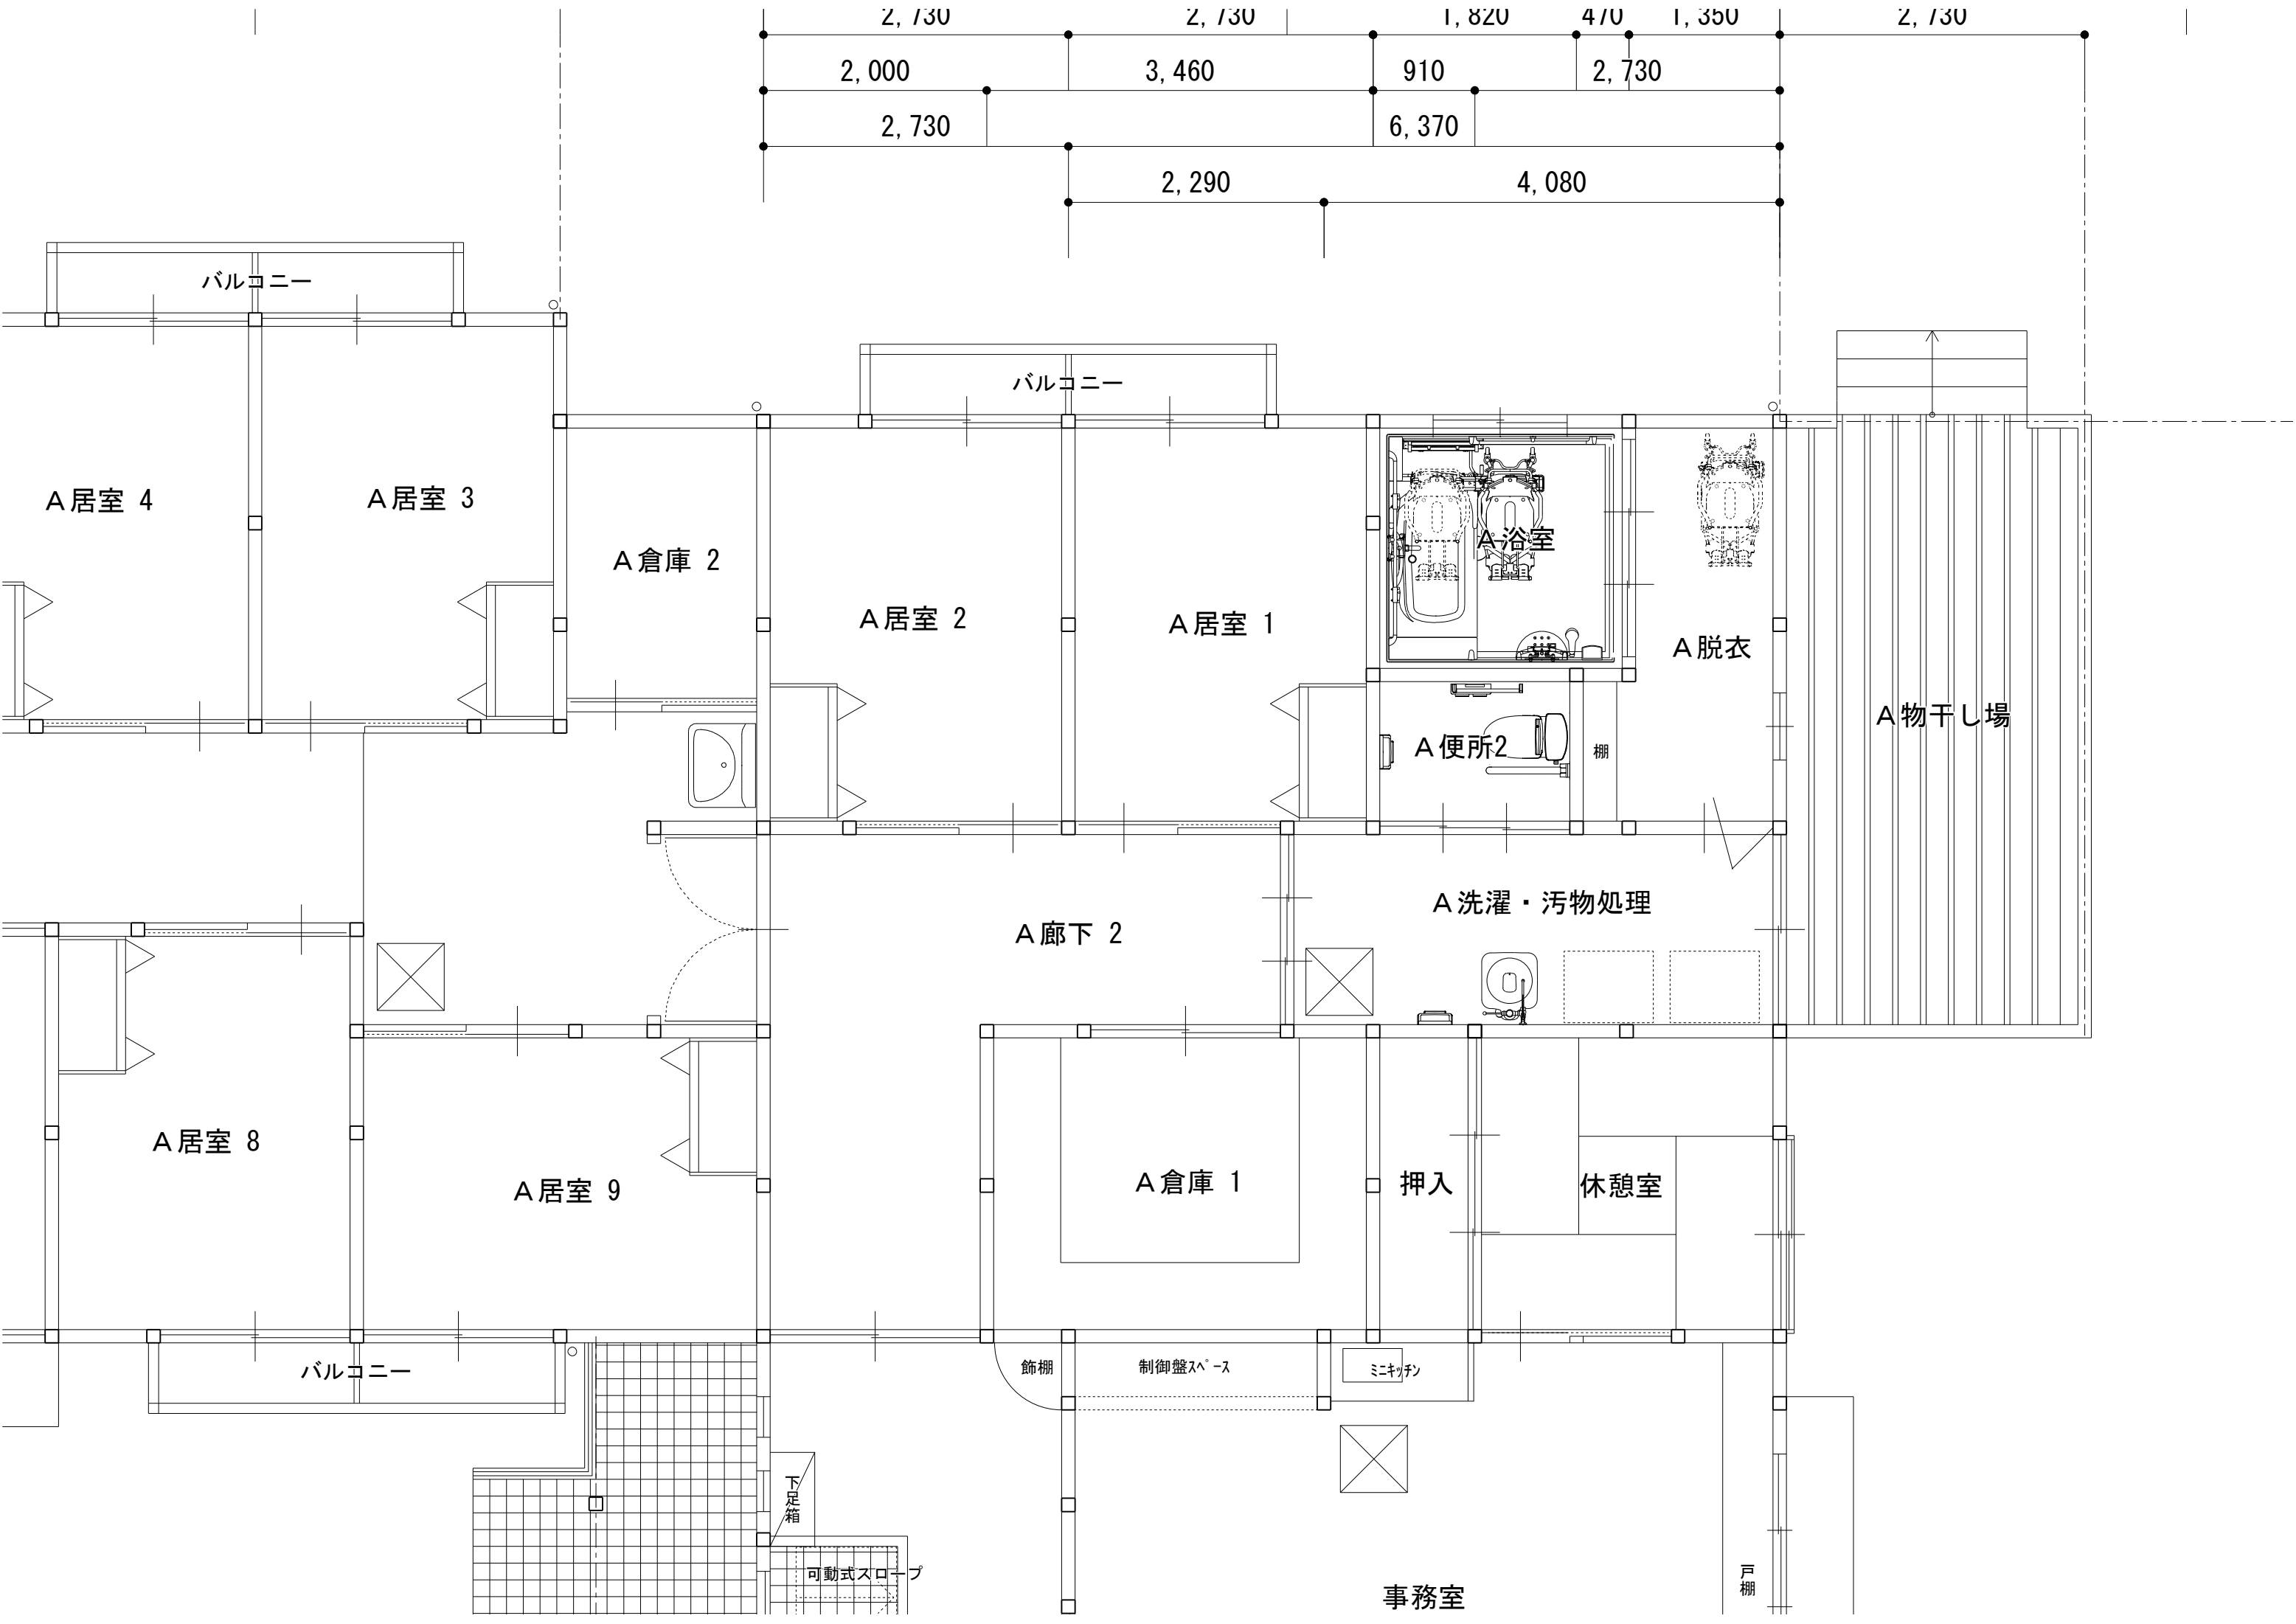 2,730 2,730 1,820 470 1,350 2,730
2,000 3,460 910 2,730
2,730 6,370
2,290 4,080
バルコニー
バルコニー
A居室 4
A居室 3
A倉庫 2
A居室 2
A居室 1
A浴室
A脱衣
A物干し場
A便所2
棚
A洗濯・汚物処理
A廊下 2
A居室 8
A居室 9
A倉庫 1
押入
休憩室
バルコニー
飾棚
制御盤ｽﾍﾟｰｽ
ﾐﾆｷｯﾁﾝ
下足箱
可動式スロープ
戸棚
事務室